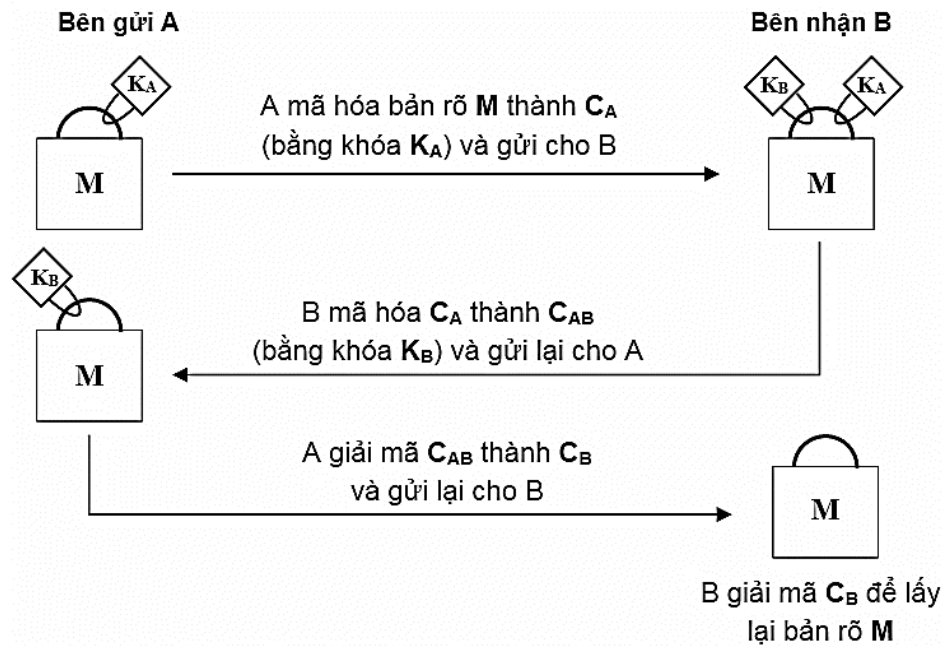 Bên gửi A
Bên nhận B
KA
KB
KA
A mã hóa bản rõ M thành CA
(bằng khóa KA) và gửi cho B
M
M
KB
B mã hóa CA thành CAB
(bằng khóa KB) và gửi lại cho A
M
A giải mã CAB thành CB
và gửi lại cho B
M
B giải mã CB để lấy
lại bản rõ M